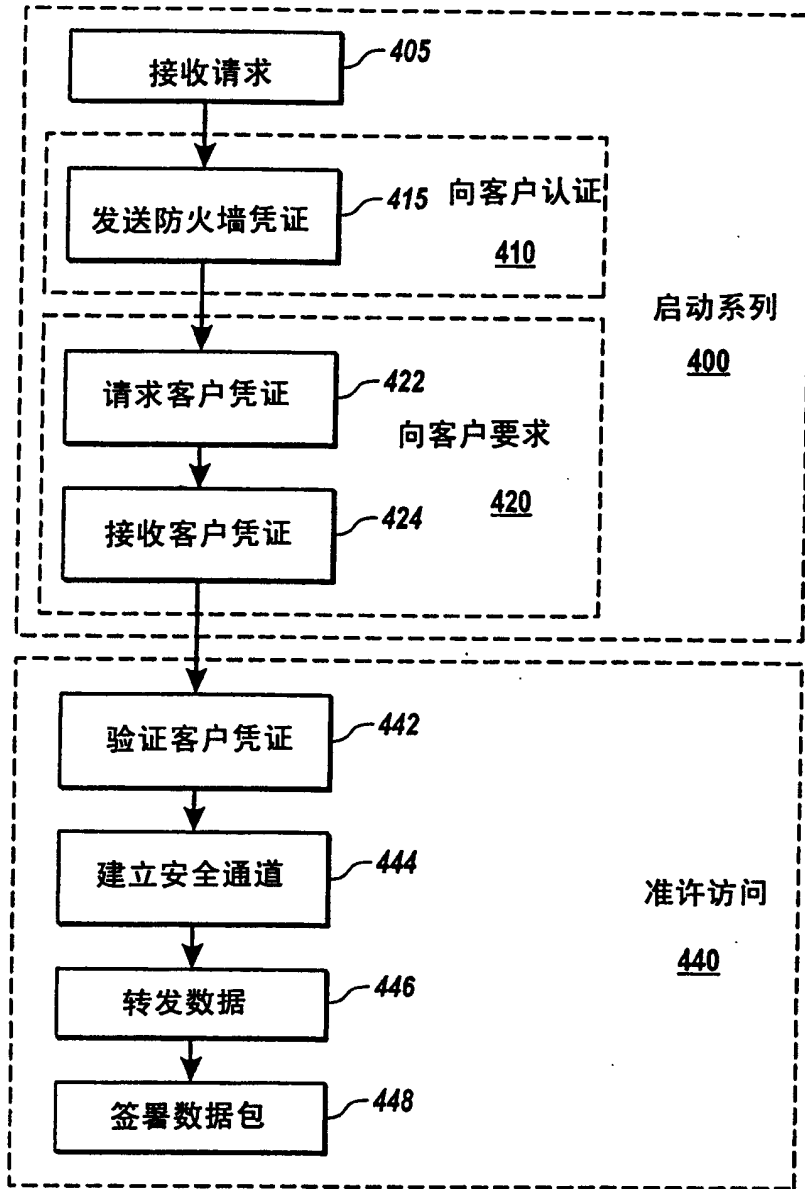 接收请求
405
发送防火墙凭证
415
向客户认证
410
启动系列
400
请求客户凭证
422
向客户要求
420
接收客户凭证
424
验证客户凭证
442
建立安全通道
444
准许访问
440
转发数据
446
签署数据包
448